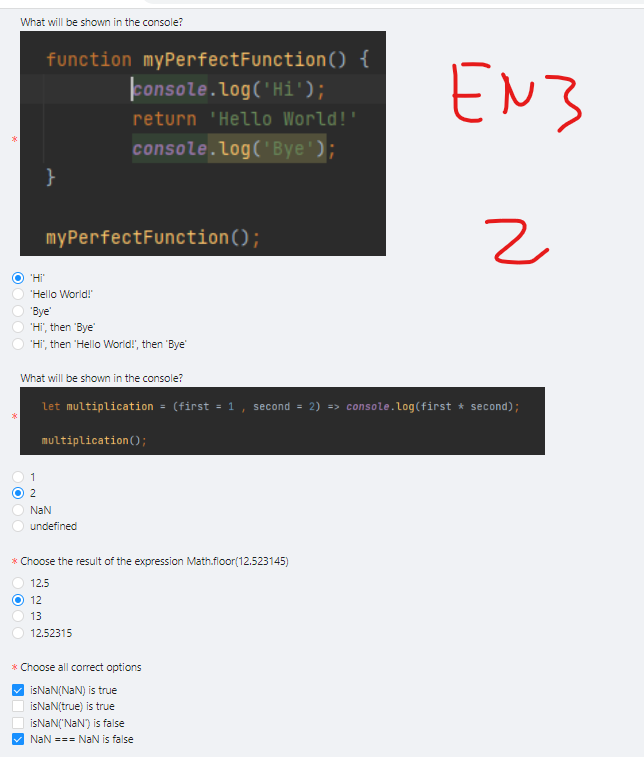 What will be shown in the console?
function myPerfectFunction() {
console.log('Hi');
return 'Hello World!'
console.log('Bye');
}
myPerfectFunction();
EN3
2
*
'Hi'
'Hello World!'
'Bye'
'Hi', then 'Bye'
'Hi', then 'Hello World!', then 'Bye'
What will be shown in the console?
*
let multiplication = (first = 1 , second = 2) => console.log(first * second);
multiplication();
1
2
NaN
undefined
* Choose the result of the expression Math.floor(12.523145)
12.5
12
13
12.52315
* Choose all correct options
isNaN(NaN) is true
isNaN(true) is true
isNaN('NaN') is false
NaN === NaN is false